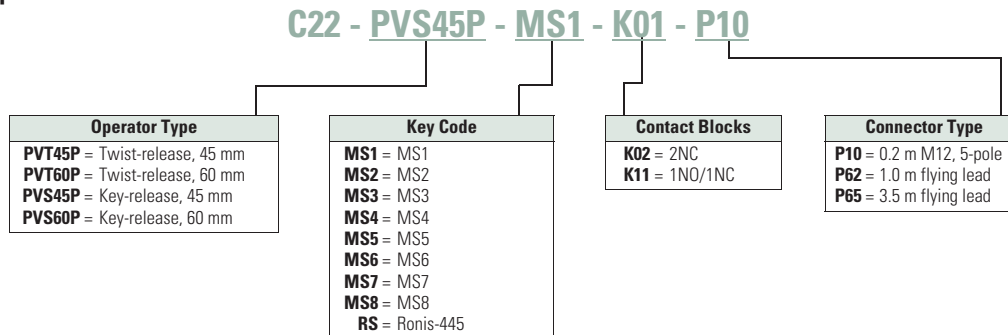 C22 - PVS45P - MS1 - K01 - P10
Operator Type
PVT45P = Twist-release, 45 mm
PVT60P = Twist-release, 60 mm
PVS45P = Key-release, 45 mm
PVS60P = Key-release, 60 mm
Key Code
MS1 = MS1
MS2 = MS2
MS3 = MS3
MS4 = MS4
MS5 = MS5
MS6 = MS6
MS7 = MS7
MS8 = MS8
RS = Ronis-445
Contact Blocks
K02 = 2NC
K11 = 1NO/1NC
Connector Type
P10 = 0.2 m M12, 5-pole
P62 = 1.0 m flying lead
P65 = 3.5 m flying lead